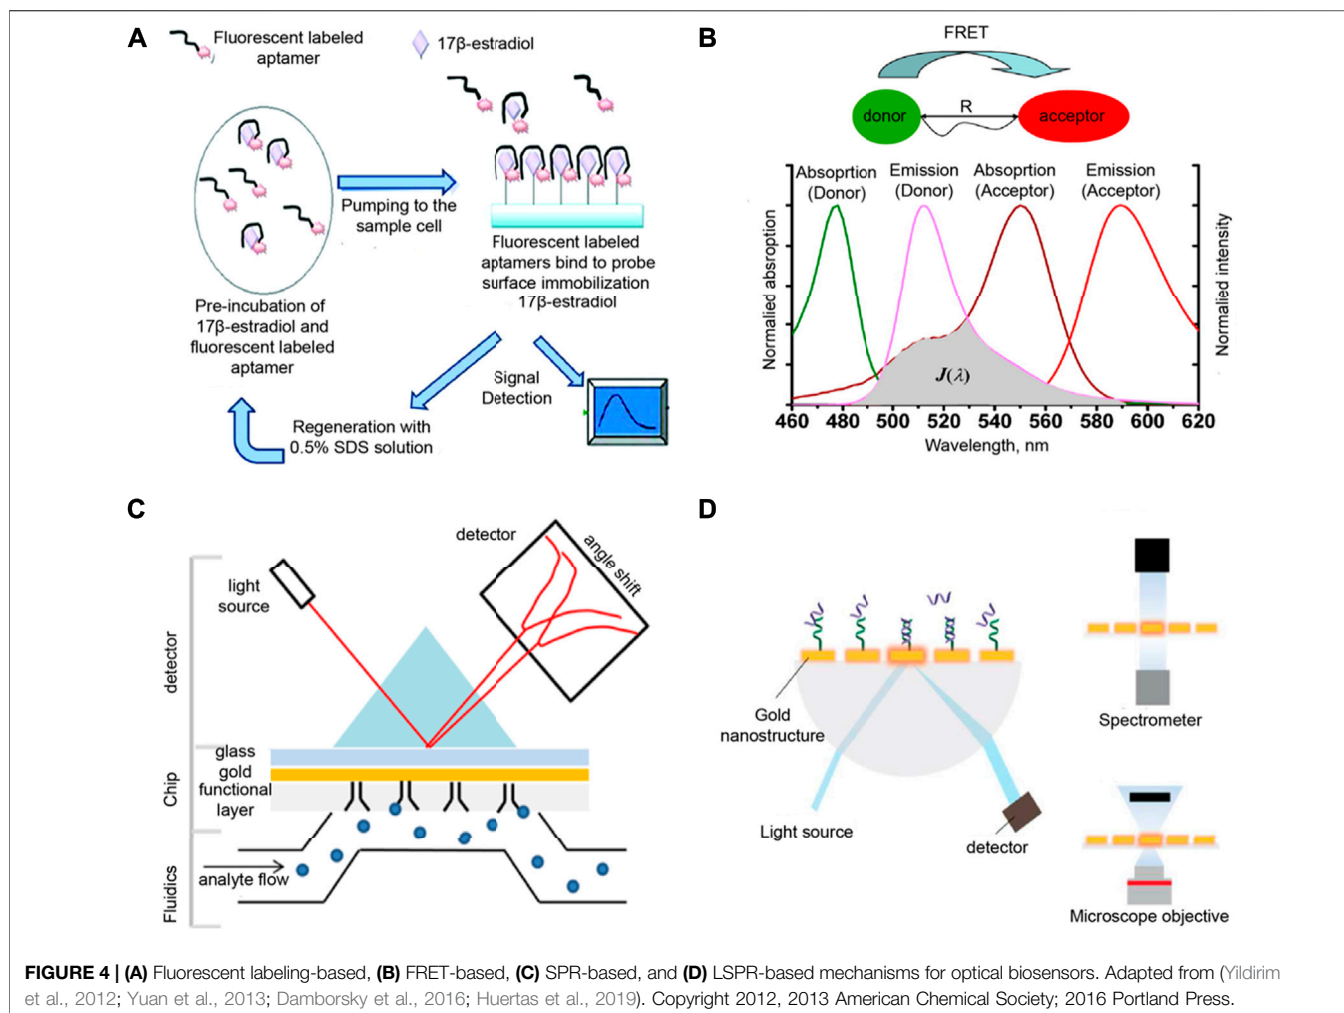 A
Fluorescent labeled
aptamer
17β-estradiol
Pumping to the
sample cell
Fluorescent labeled
aptamers bind to probe
surface immobilization
17β-estradiol
Pre-incubation of
17β-estradiol and
fluorescent labeled
aptamer
Signal
Detection
Regeneration with
0.5% SDS solution
B
FRET
donor
R
acceptor
Absoprtion
(Donor)
Emission
(Donor)
Absoprtion
(Acceptor)
Emission
(Acceptor)
Normalied absroption
Normalied intensity
J(λ)
460 480 500 520 540 560 580 600 620
Wavelength, nm
C
detector
angle shift
light
source
detector
glass
gold
functional
layer
Chip
analyte flow
Fluidics
D
Gold
nanostructure
Light source
detector
Spectrometer
Microscope objective
FIGURE 4 | (A) Fluorescent labeling-based, (B) FRET-based, (C) SPR-based, and (D) LSPR-based mechanisms for optical biosensors. Adapted from (Yildirim
et al., 2012; Yuan et al., 2013; Damborsky et al., 2016; Huertas et al., 2019). Copyright 2012, 2013 American Chemical Society; 2016 Portland Press.